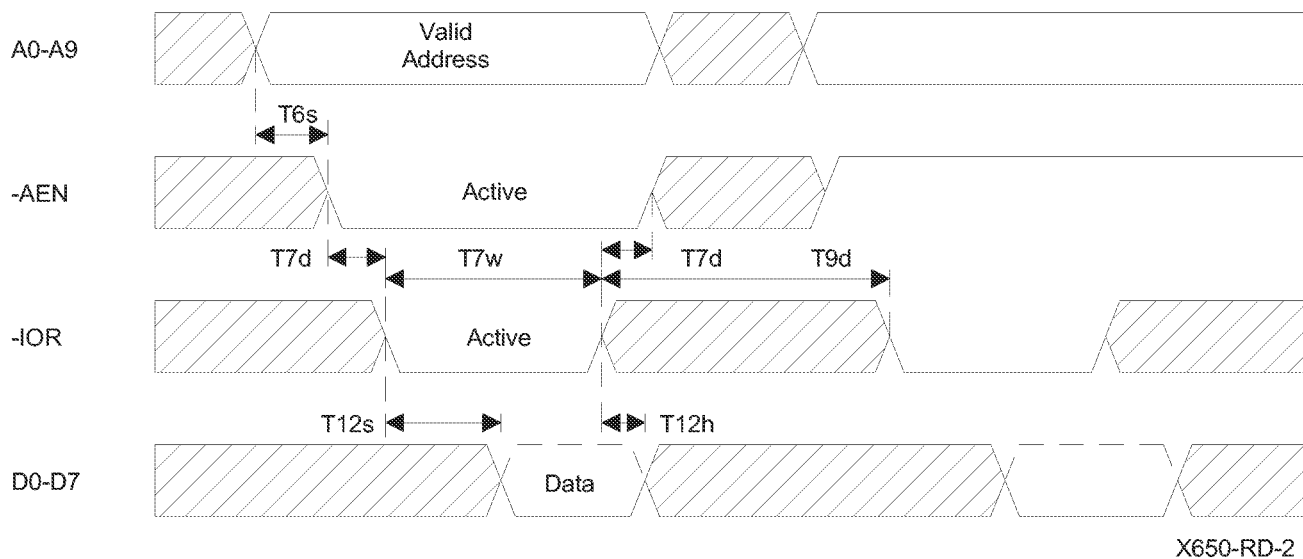 A0-A9
Valid
Address
T6s
-AEN
Active
T7d
T7w
T7d
T9d
-IOR
Active
T12s
T12h
D0-D7
Data
X650-RD-2